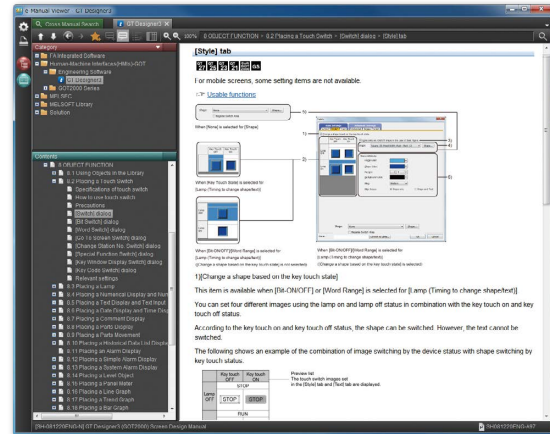 e-Manual Viewer - GT Designer3
Cross Manual Search
GT Designer3
100%
8 OBJECT FUNCTION > 8.2 Placing a Touch Switch > [Switch] dialog > [Style] tab
Category
FA Integrated Software
Human-Machine Interfaces(HMIs)-GOT
Engineering Software
GT Designer3
GOT2000 Series
MELSEC
MELSOFT Library
Solution
Contents
8 OBJECT FUNCTION
8.1 Using Objects in the Library
8.2 Placing a Touch Switch
Specifications of touch switch
How to use touch switch
Precautions
[Switch] dialog
[Bit Switch] dialog
[Word Switch] dialog
[Go To Screen Switch] dialog
[Change Station No. Switch] dialog
[Special Function Switch] dialog
[Key Window Display Switch] dialog
[Key Code Switch] dialog
Relevant settings
8.3 Placing a Lamp
8.4 Placing a Numerical Display and Num
8.5 Placing a Text Display and Text Input
8.6 Placing a Date Display and Time Disp
8.7 Placing a Comment Display
8.8 Placing a Parts Display
8.9 Placing a Parts Movement
8.10 Placing a Historical Data List Displa
8.11 Placing an Alarm Display
8.12 Placing a Simple Alarm Display
8.13 Placing a System Alarm Display
8.14 Placing a Level Object
8.15 Placing a Panel Meter
8.16 Placing a Line Graph
8.17 Placing a Trend Graph
8.18 Placing a Bar Graph
[Style] tab
For mobile screens, some setting items are not available.
Usable functions
When [None] is selected for [Shape]
When [Key Touch state] is selected for
[Lamp (Timing to change shape/text)]
When [Bit-ON/OFF]/[Word Range] is selected for
[Lamp (Timing to change shape/text)]
([Change a shape based on the key touch state] is not selected)
When [Bit-ON/OFF]/[Word Range] is selected for
[Lamp (Timing to change shape/text)]
([Change a shape based on the key touch state] is selected)
1)[Change a shape based on the key touch state]
This item is available when [Bit-ON/OFF] or [Word Range] is selected for [Lamp (Timing to change shape/text)]
You can set four different images using the lamp on and lamp off status in combination with the key touch on and key
touch off status.
According to the key touch on and key touch off status, the shape can be switched. However, the text cannot be
switched.
The following shows an example of the combination of image switching by the device status with shape switching by
key touch status.
Key touch OFF
Key touch ON
Lamp OFF
STOP
STOP
STOP
RUN
Preview list
The touch switch images set
in the [Style] tab and [Text] tab are displayed.
[SH-081220ENG-N] GT Designer3 (GOT2000) Screen Design Manual
SH081220ENG-A97